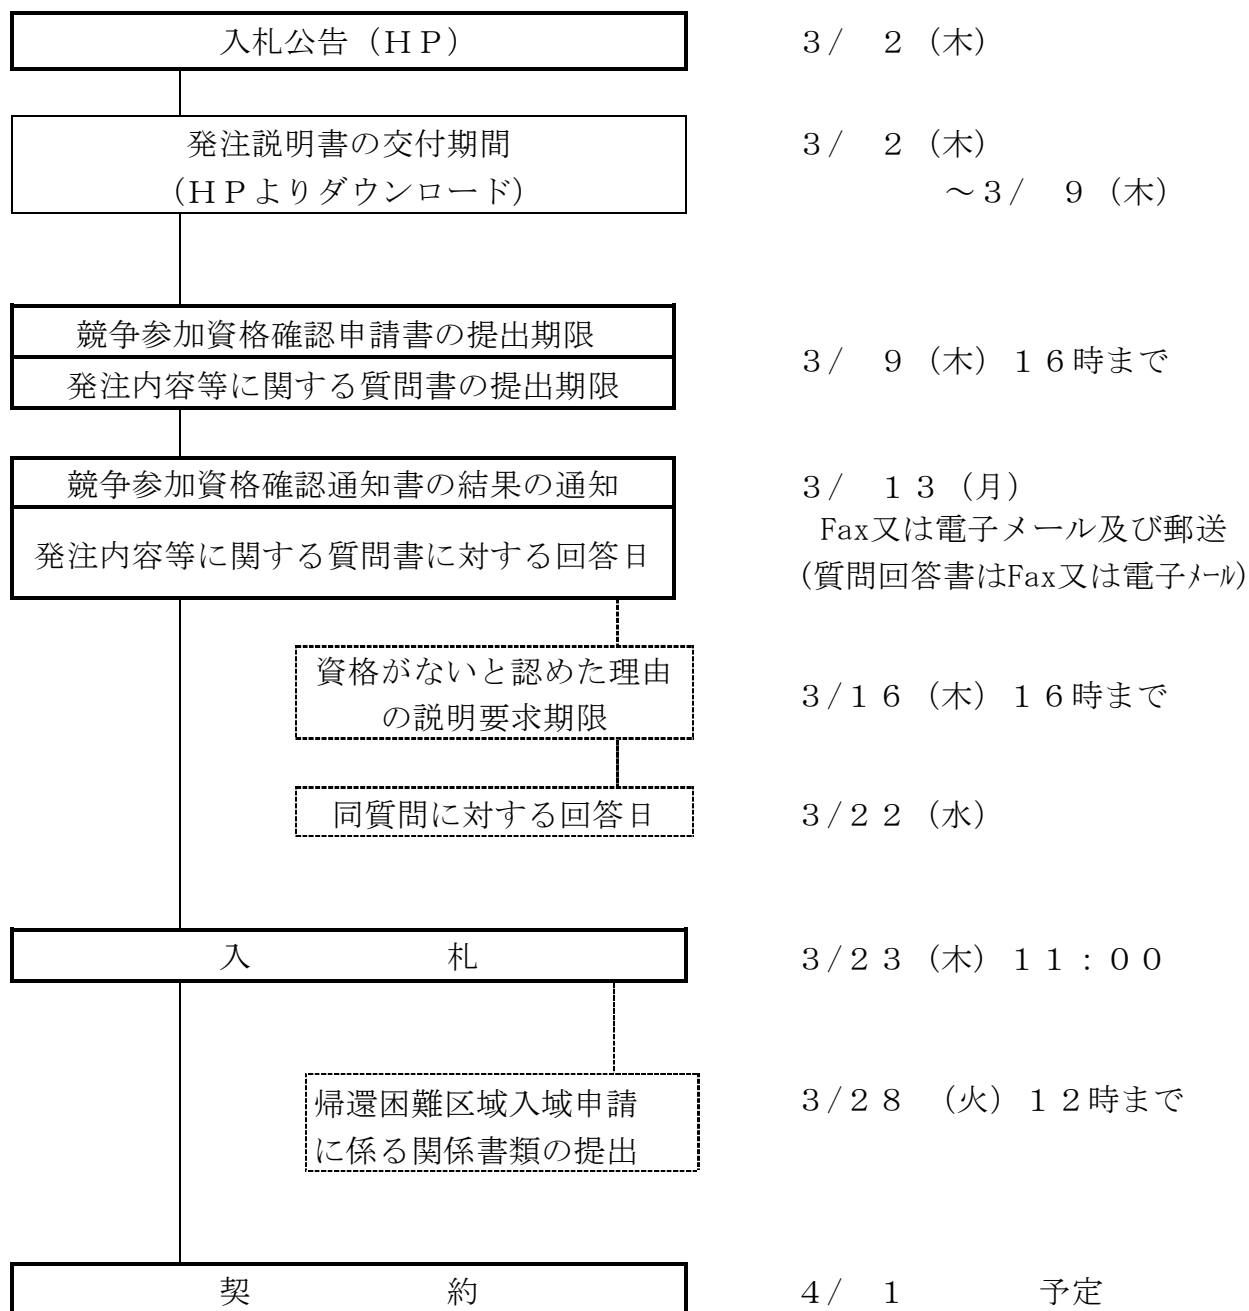 入札公告（ＨＰ）
３/　２（木）
発注説明書の交付期間
（ＨＰよりダウンロード）
３/　２（木）
～３/　９（木）
競争参加資格確認申請書の提出期限
発注内容等に関する質問書の提出期限
３/　９（木）１６時まで
競争参加資格確認通知書の結果の通知
発注内容等に関する質問書に対する回答日
３/　１３（月）
Fax又は電子メール及び郵送
(質問回答書はFax又は電子ﾒｰﾙ)
資格がないと認めた理由
の説明要求期限
３/１６（木）１６時まで
同質問に対する回答日
３/２２（水）
入　　　　　　札
３/２３（木）１１：００
帰還困難区域入域申請
に係る関係書類の提出
３/２８　（火）１２時まで
契　　　　　　約
４/　１　　　　予定